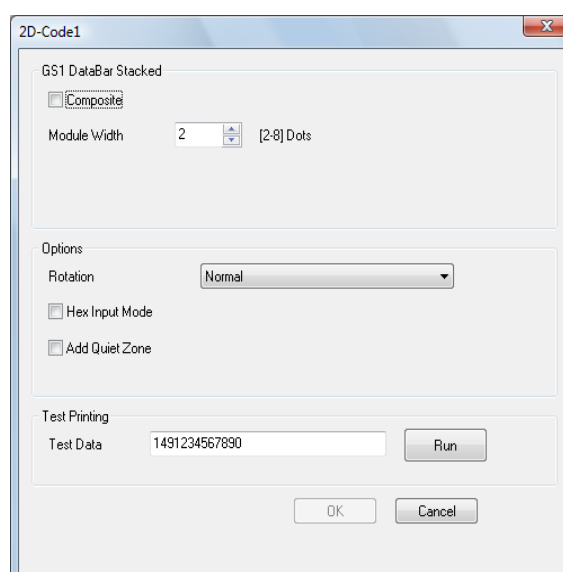 2D-Code1
GS1 DataBar Stacked
Composite
Module Width 2 [2-8] Dots
Options
Rotation Normal
Hex Input Mode
Add Quiet Zone
Test Printing
Test Data 1491234567890 Run
OK Cancel